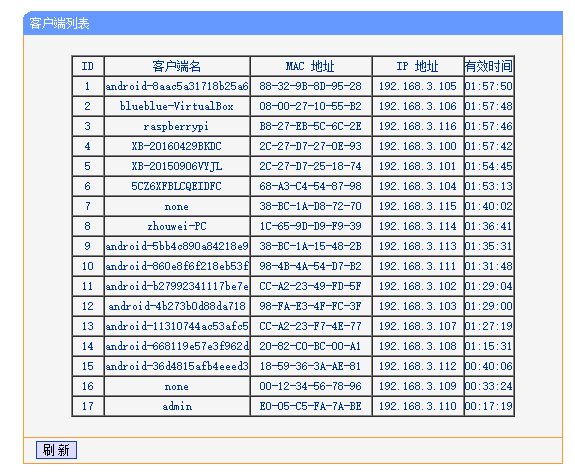 客户端列表
ID 客户端名 MAC 地址 IP 地址 有效时间
1 android-8aac5a31718b25a6 88-32-9B-8D-95-28 192.168.3.105 01:57:50
2 blueblue-VirtualBox 08-00-27-10-55-B2 192.168.3.106 01:57:48
3 raspberrypi B8-27-EB-5C-6C-2E 192.168.3.116 01:57:46
4 XB-20160429BKDC 2C-27-D7-27-0E-93 192.168.3.100 01:57:42
5 XB-20150906VYJL 2C-27-D7-25-18-74 192.168.3.101 01:54:45
6 5CZ6XFBLCQEIDFC 68-A3-C4-54-87-98 192.168.3.104 01:53:13
7 none 38-BC-1A-D8-72-70 192.168.3.115 01:40:02
8 zhouwei-PC 1C-65-9D-D9-F9-39 192.168.3.114 01:36:41
9 android-5bb4c890a84218e9 38-BC-1A-15-48-2B 192.168.3.113 01:35:31
10 android-860e8f6f218eb53f 98-4B-4A-54-D7-B2 192.168.3.111 01:31:48
11 android-b27992341117be7e CC-A2-23-49-FD-5F 192.168.3.102 01:29:04
12 android-4b273b0d88da718 98-FA-E3-4F-FC-3F 192.168.3.103 01:29:00
13 android-11310744ac53afc5 CC-A2-23-F7-4E-77 192.168.3.107 01:27:19
14 android-668119e57e3f962d 20-82-C0-BC-00-A1 192.168.3.108 01:15:31
15 android-36d4815afb4eeed3 18-59-36-3A-AE-81 192.168.3.112 00:40:06
16 none 00-12-34-56-78-96 192.168.3.109 00:33:24
17 admin E0-05-C5-FA-7A-BE 192.168.3.110 00:17:19
刷 新